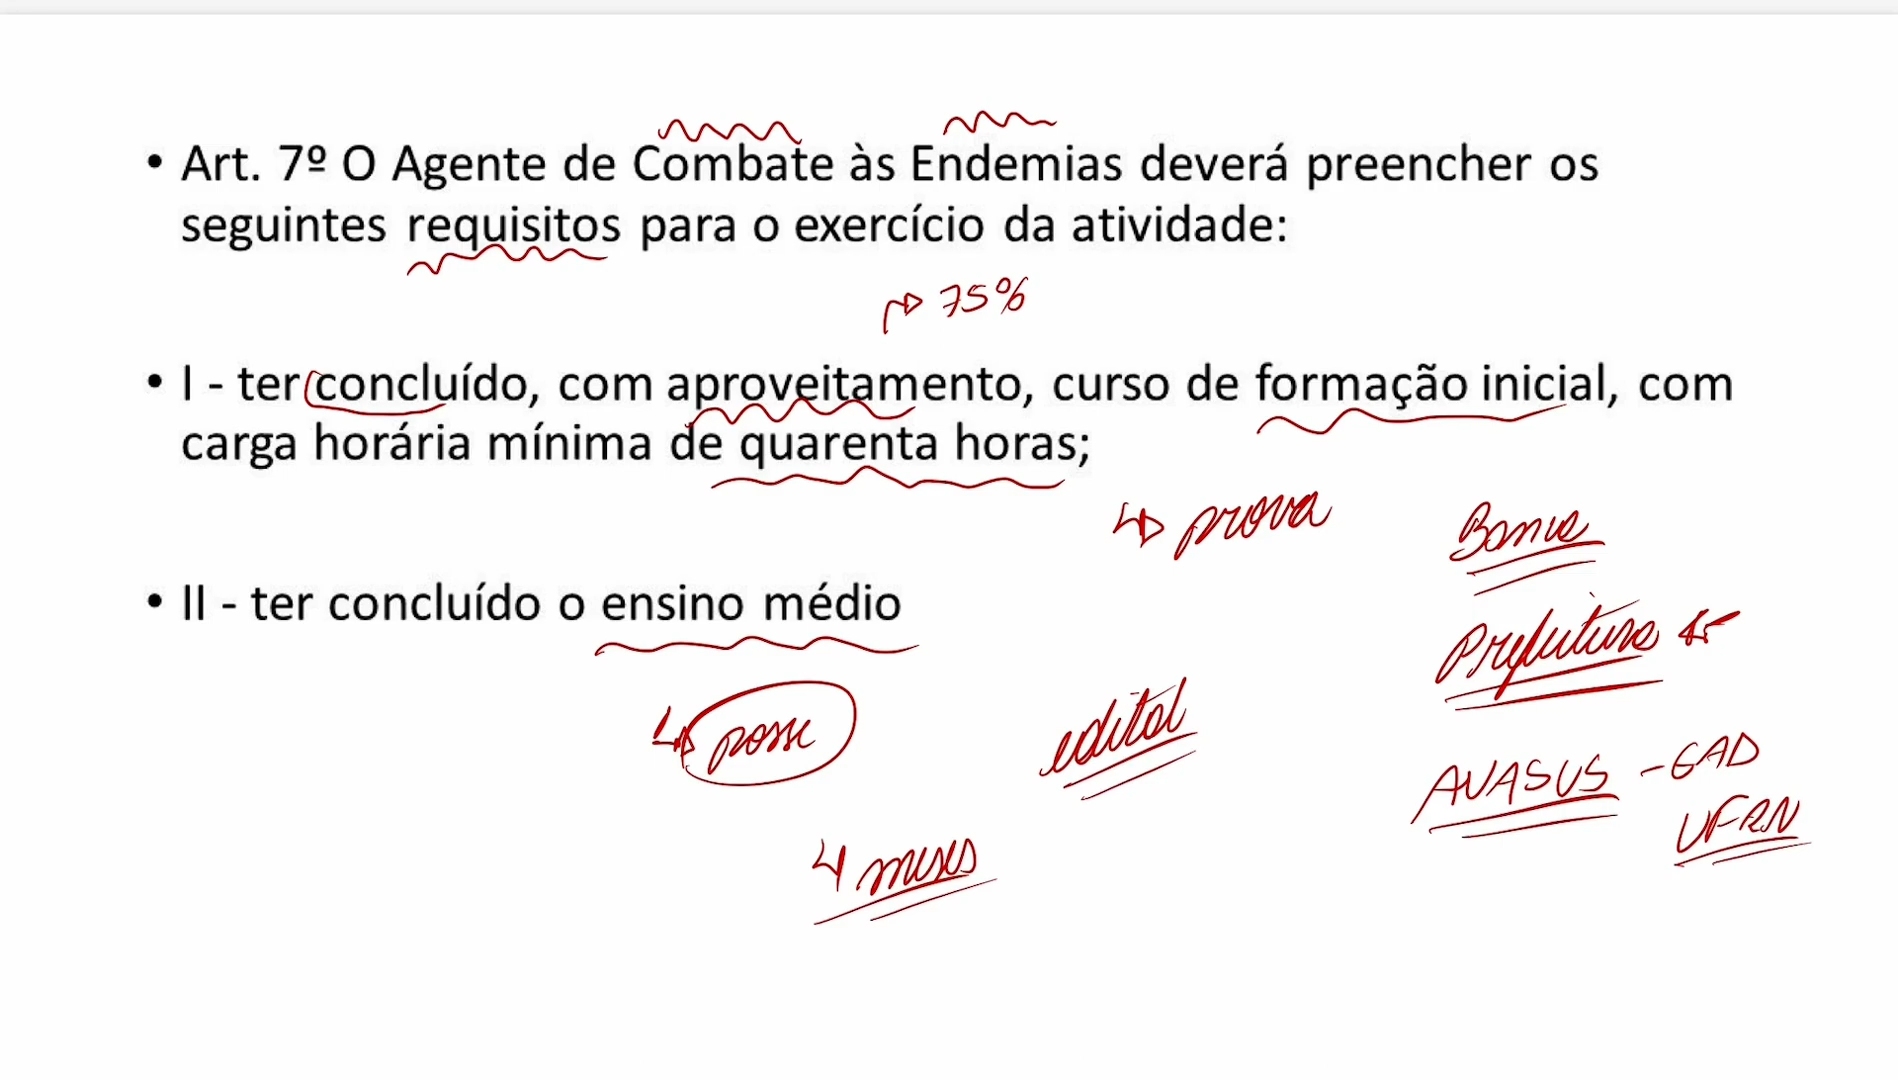 • Art. 7º O Agente de Combate às Endemias deverá preencher os
seguintes requisitos para o exercício da atividade:
75%
• I - ter concluído, com aproveitamento, curso de formação inicial, com
carga horária mínima de quarenta horas;
prova
• II - ter concluído o ensino médio
Prefeitura
posse
edital
AVASUS -
UFRN
4 meses